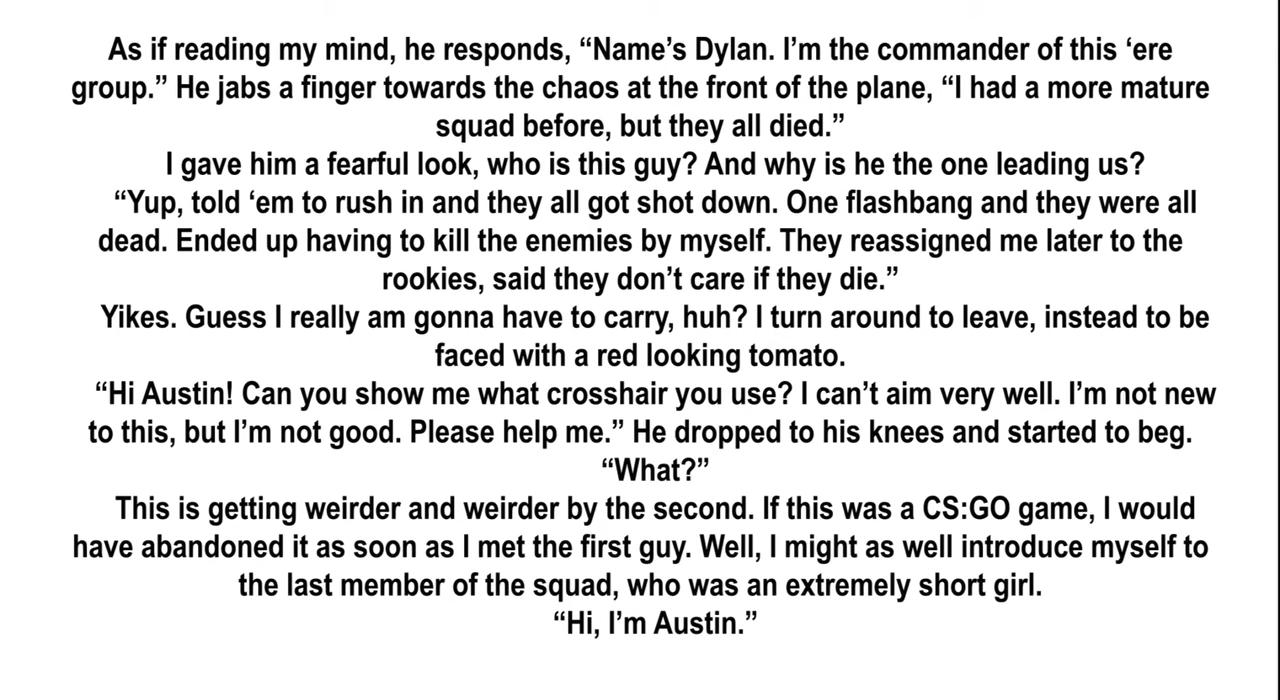 As if reading my mind, he responds, “Name’s Dylan. I’m the commander of this ‘ere
group.” He jabs a finger towards the chaos at the front of the plane, “I had a more mature
squad before, but they all died.”
I gave him a fearful look, who is this guy? And why is he the one leading us?
“Yup, told ‘em to rush in and they all got shot down. One flashbang and they were all
dead. Ended up having to kill the enemies by myself. They reassigned me later to the
rookies, said they don’t care if they die.”
Yikes. Guess I really am gonna have to carry, huh? I turn around to leave, instead to be
faced with a red looking tomato.
“Hi Austin! Can you show me what crosshair you use? I can’t aim very well. I’m not new
to this, but I’m not good. Please help me.” He dropped to his knees and started to beg.
“What?”
This is getting weirder and weirder by the second. If this was a CS:GO game, I would
have abandoned it as soon as I met the first guy. Well, I might as well introduce myself to
the last member of the squad, who was an extremely short girl.
“Hi, I’m Austin.”